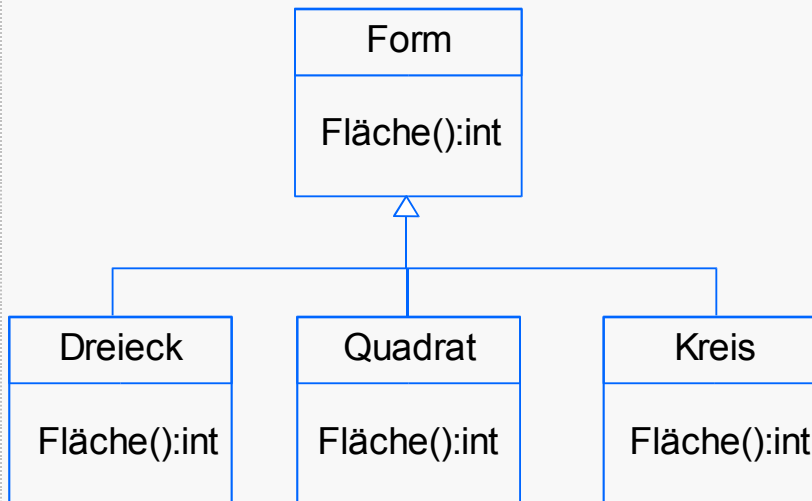 Form
Fläche():int
Dreieck
Quadrat
Kreis
Fläche():int
Fläche():int
Fläche():int